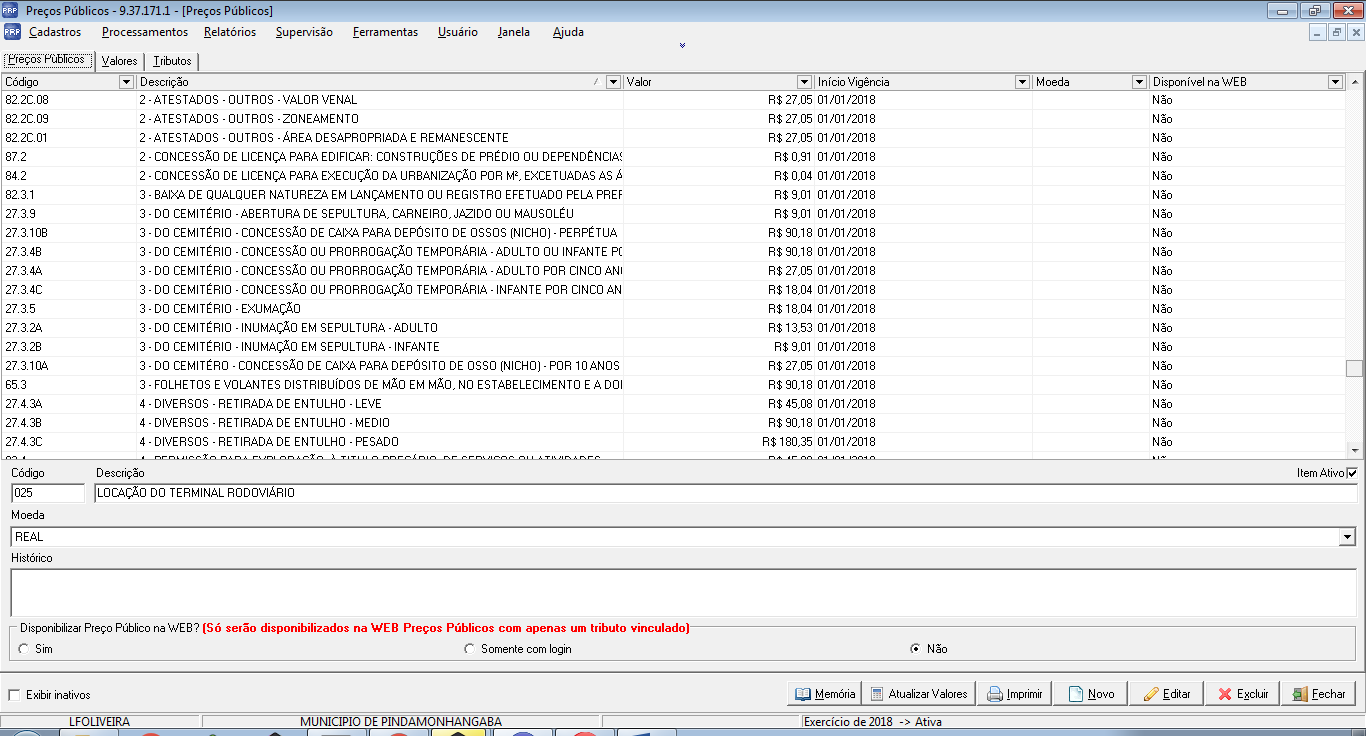 Preços Públicos - 9.37.171.1 - [Preços Públicos]
Cadastros Processamentos Relatórios Supervisão Ferramentas Usuário Janela Ajuda
Preços Públicos Valores Tributos
Código Descrição Valor Início Vigência Moeda Disponível na WEB
82.2C.08 2 - ATESTADOS - OUTROS - VALOR VENAL R$ 27,05 01/01/2018 Não
82.2C.09 2 - ATESTADOS - OUTROS - ZONEAMENTO R$ 27,05 01/01/2018 Não
82.2C.01 2 - ATESTADOS - OUTROS - ÁREA DESAPROPRIADA E REMANESCENTE R$ 27,05 01/01/2018 Não
87.2 2 - CONCESSÃO DE LICENÇA PARA EDIFICAR: CONSTRUÇÕES DE PRÉDIO OU DEPENDÊNCIAS R$ 0,91 01/01/2018 Não
84.2 2 - CONCESSÃO DE LICENÇA PARA EXECUÇÃO DA URBANIZAÇÃO POR M², EXCETUADAS AS Á R$ 0,04 01/01/2018 Não
82.3.1 3 - BAIXA DE QUALQUER NATUREZA EM LANÇAMENTO OU REGISTRO EFETUADO PELA PREF R$ 9,01 01/01/2018 Não
27.3.9 3 - DO CEMITÉRIO - ABERTURA DE SEPULTURA, CARNEIRO, JAZIDO OU MAUSOLÉU R$ 9,01 01/01/2018 Não
27.3.10B 3 - DO CEMITÉRIO - CONCESSÃO DE CAIXA PARA DEPÓSITO DE OSSOS (NICHO) - PERPÉTUA R$ 90,18 01/01/2018 Não
27.3.4B 3 - DO CEMITÉRIO - CONCESSÃO OU PRORROGAÇÃO TEMPORÁRIA - ADULTO OU INFANTE PO R$ 90,18 01/01/2018 Não
27.3.4A 3 - DO CEMITÉRIO - CONCESSÃO OU PRORROGAÇÃO TEMPORÁRIA - ADULTO POR CINCO ANO R$ 27,05 01/01/2018 Não
27.3.4C 3 - DO CEMITÉRIO - CONCESSÃO OU PRORROGAÇÃO TEMPORÁRIA - INFANTE POR CINCO AN R$ 18,04 01/01/2018 Não
27.3.5 3 - DO CEMITÉRIO - EXUMAÇÃO R$ 18,04 01/01/2018 Não
27.3.2A 3 - DO CEMITÉRIO - INUMAÇÃO EM SEPULTURA - ADULTO R$ 13,53 01/01/2018 Não
27.3.2B 3 - DO CEMITÉRIO - INUMAÇÃO EM SEPULTURA - INFANTE R$ 9,01 01/01/2018 Não
27.3.10A 3 - DO CEMITÉRO - CONCESSÃO DE CAIXA PARA DEPÓSITO DE OSSO (NICHO) - POR 10 ANOS R$ 27,05 01/01/2018 Não
65.3 3 - FOLHETOS E VOLANTES DISTRIBUÍDOS DE MÃO EM MÃO, NO ESTABELECIMENTO E A DOI R$ 90,18 01/01/2018 Não
27.4.3A 4 - DIVERSOS - RETIRADA DE ENTULHO - LEVE R$ 45,08 01/01/2018 Não
27.4.3B 4 - DIVERSOS - RETIRADA DE ENTULHO - MEDIO R$ 90,18 01/01/2018 Não
27.4.3C 4 - DIVERSOS - RETIRADA DE ENTULHO - PESADO R$ 180,35 01/01/2018 Não
4 - PERMISSÃO PARA EXPLORAÇÃO, À TITULO PRECÁRIO, DE SERVIÇOS OU ATIVIDADES
Código Descrição Item Ativo
025 LOCAÇÃO DO TERMINAL RODOVIÁRIO
Moeda
REAL
Histórico
Disponibilizar Preço Público na WEB? (Só serão disponibilizados na WEB Preços Públicos com apenas um tributo vinculado)
Sim Somente com login Não
Exibir inativos Memória Atualizar Valores Imprimir Novo Editar Excluir Fechar
LFOLIVEIRA MUNICIPIO DE PINDAMONHANGABA Exercício de 2018 -> Ativa